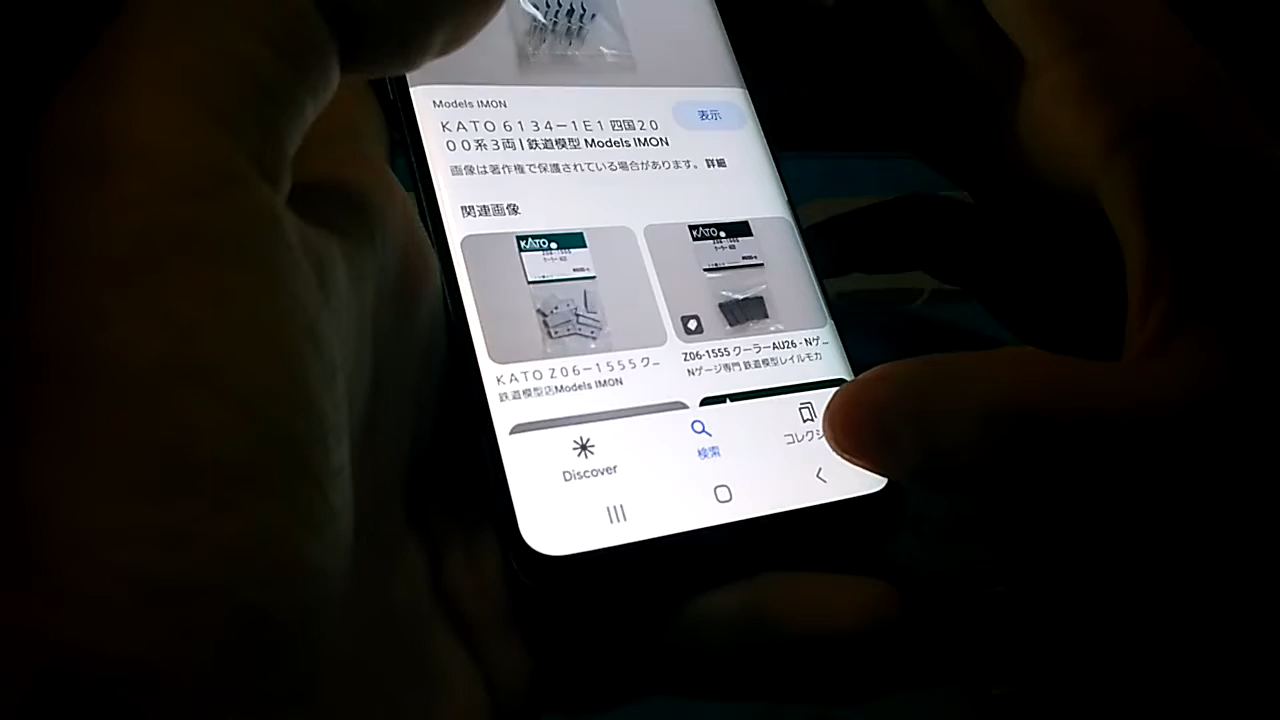 Models IMON
表示
ＫＡＴＯ６１３４－１Ｅ１四国２０
００系３両 | 鉄道模型 Models IMON
画像は著作権で保護されている場合があります。 詳細
関連画像
KATO
Z06-1555
KATO
Z06-1555
ＫＡＴＯ Ｚ０６－１５５５ ク...
鉄道模型店Models IMON
Z06-1555 クーラーAU26 - Nゲ...
Nゲージ専門 鉄道模型レイルモカ
Discover
検索
コレクシ